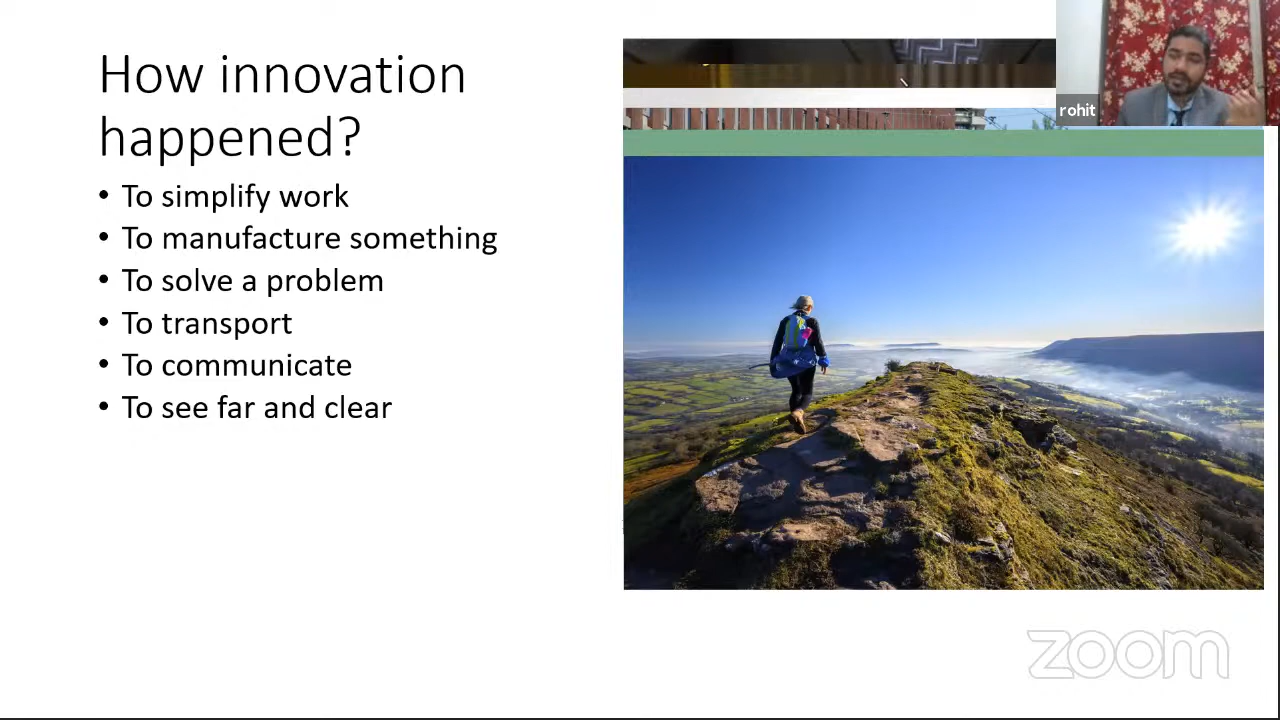 How innovation
happened?
• To simplify work
• To manufacture something
• To solve a problem
• To transport
• To communicate
• To see far and clear
rohit
zoom